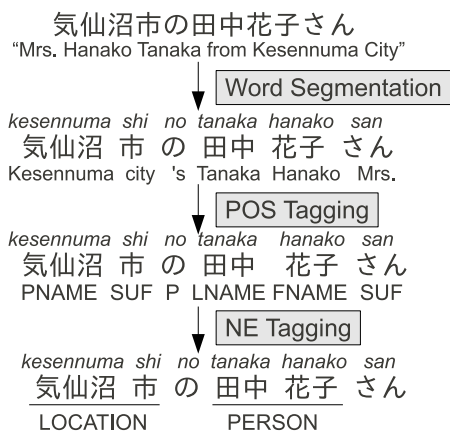 気仙沼市の田中花子さん
“Mrs. Hanako Tanaka from Kesennuma City”
Word Segmentation
kesennuma shi no tanaka hanako san
気仙沼 市 の 田中 花子 さん
Kesennuma city 's Tanaka Hanako Mrs.
POS Tagging
kesennuma shi no tanaka hanako san
気仙沼 市 の 田中 花子 さん
PNAME SUF P LNAME FNAME SUF
NE Tagging
kesennuma shi no tanaka hanako san
気仙沼 市 の 田中 花子 さん
LOCATION PERSON